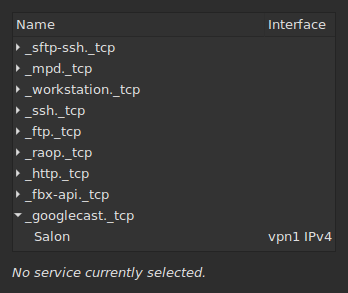 Name Interface
_sftp-ssh._tcp
_mpd._tcp
_workstation._tcp
_ssh._tcp
_ftp._tcp
_raop._tcp
_http._tcp
_fbx-api._tcp
_googlecast._tcp
Salon vpn1 IPv4
No service currently selected.